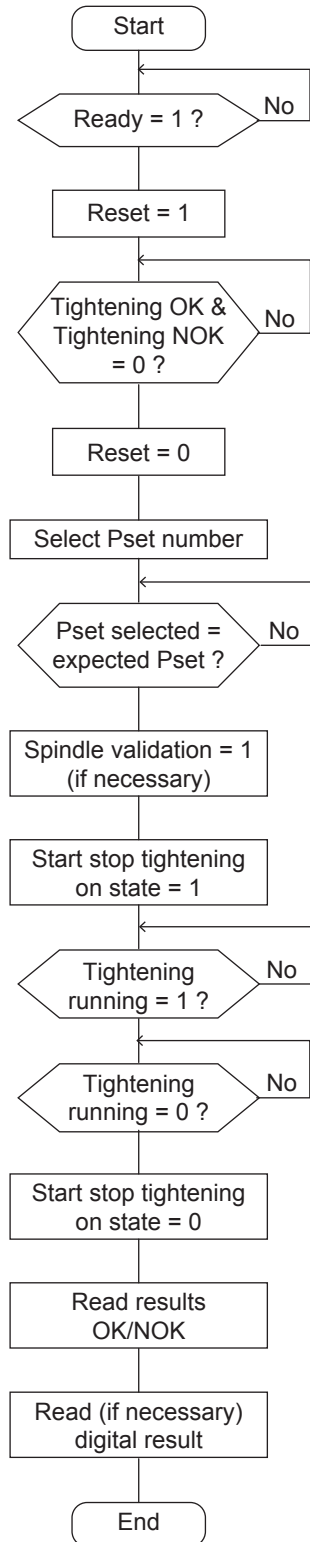 Start
Ready = 1 ?
No
Reset = 1
Tightening OK &
Tightening NOK
= 0 ?
No
Reset = 0
Select Pset number
Pset selected =
expected Pset ?
No
Spindle validation = 1
(if necessary)
Start stop tightening
on state = 1
Tightening
running = 1 ?
No
Tightening
running = 0 ?
No
Start stop tightening
on state = 0
Read results
OK/NOK
Read (if necessary)
digital result
End